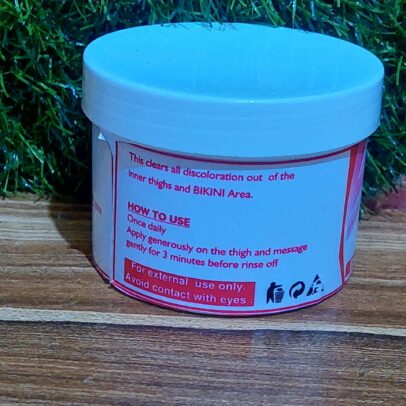 This clears all discoloration out of the
inner thighs and BIKINI Area.
HOW TO USE
Once daily
Apply generously on the thigh and message
gently for 3 minutes before rinse off
For external use only.
Avoid contact with eyes .